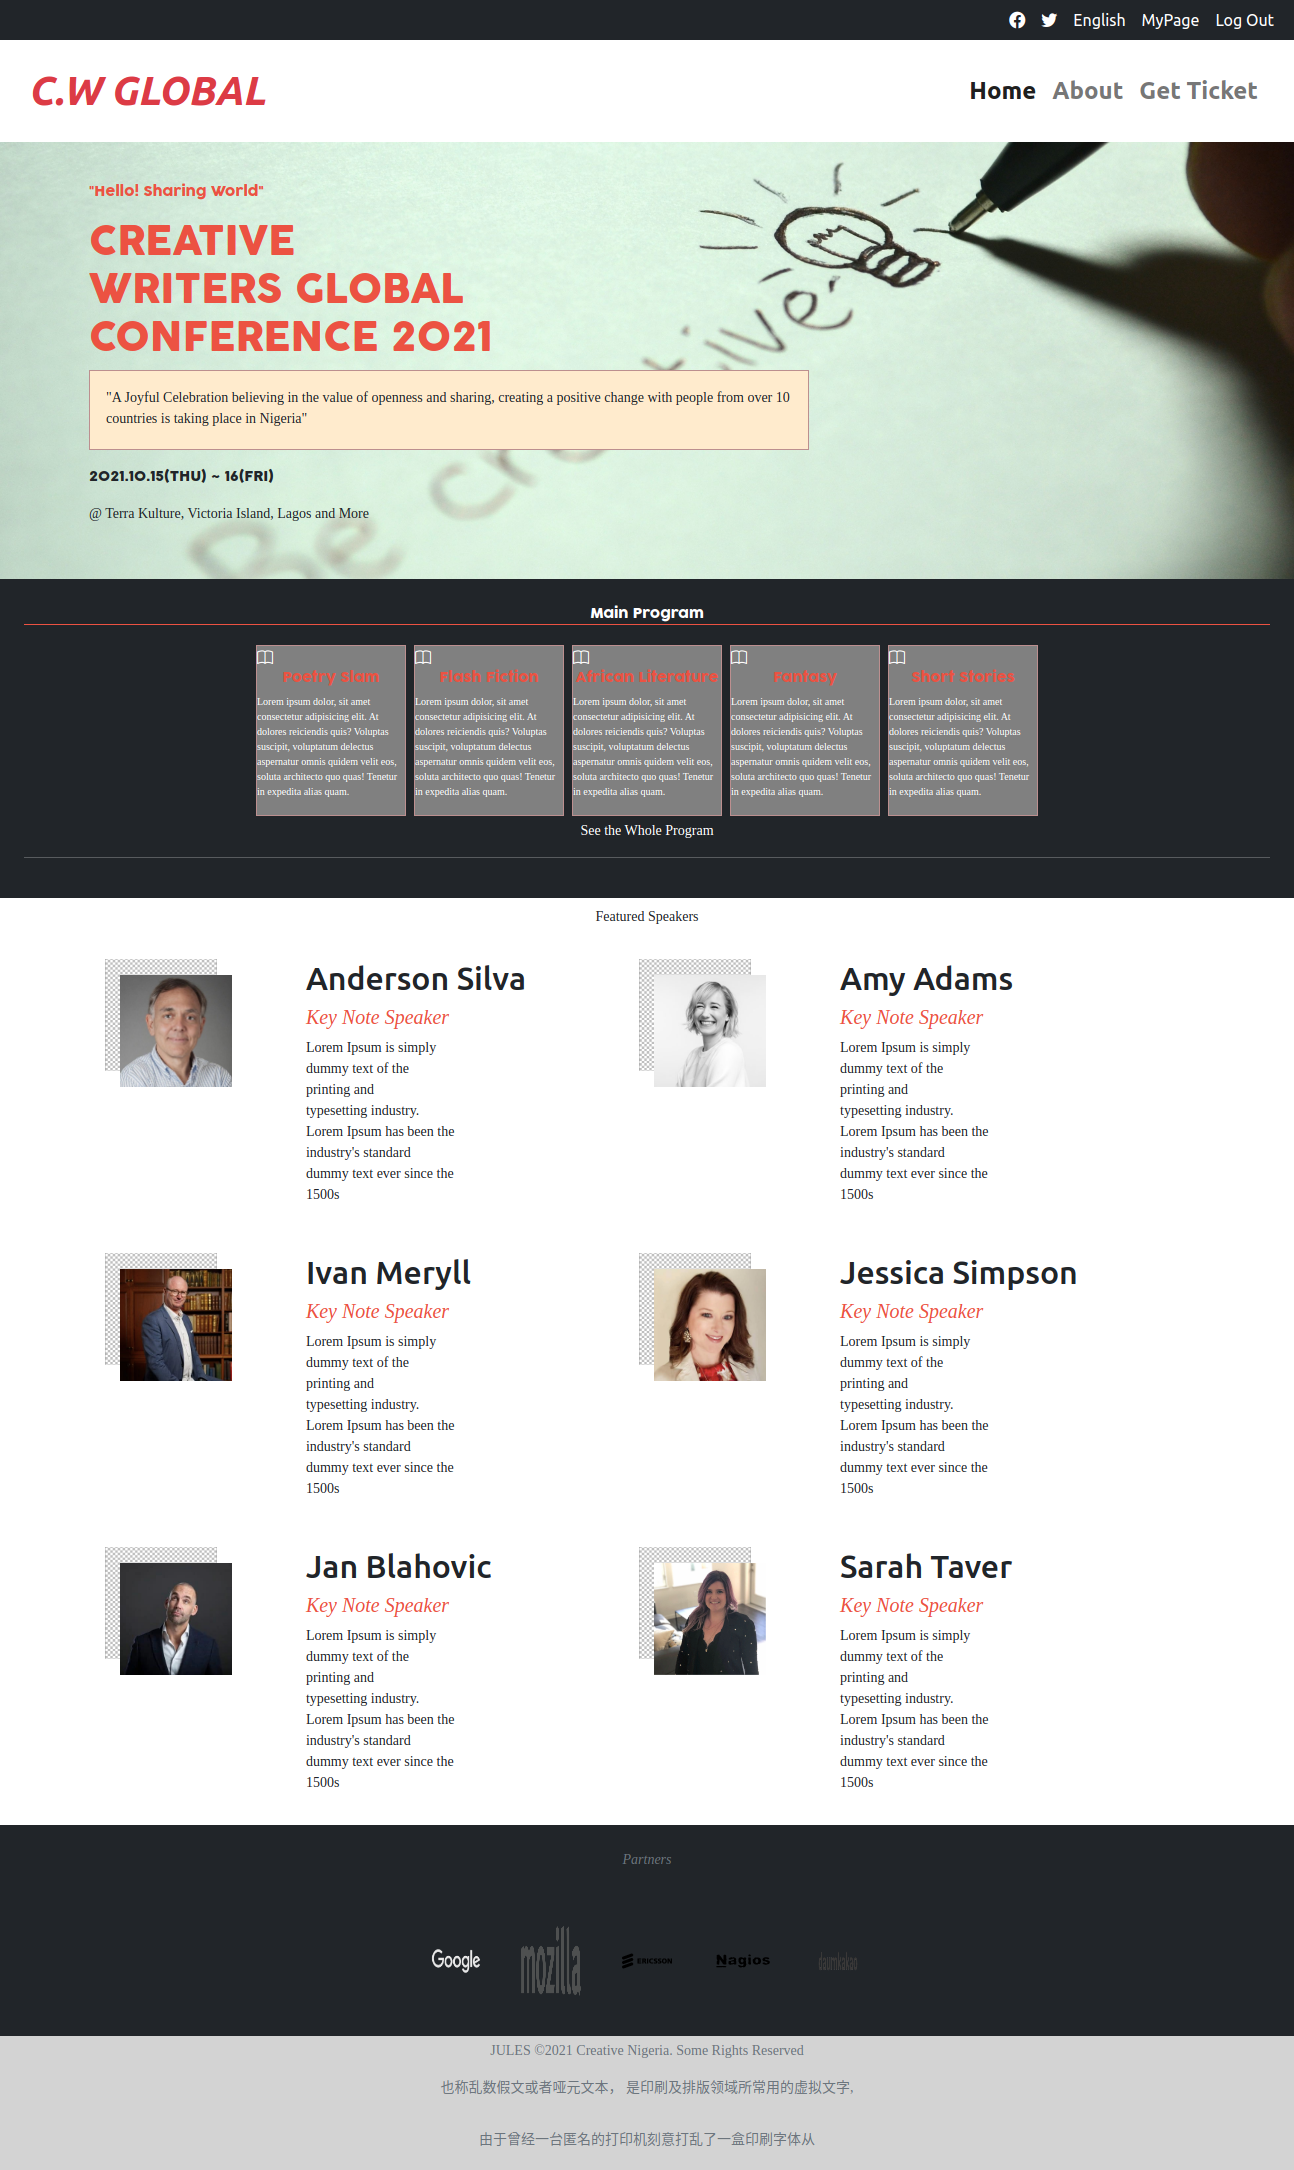 English MyPage Log Out
C.W GLOBAL
Home About Get Ticket
"Hello! Sharing World"
CREATIVE
WRITERS GLOBAL
CONFERENCE 2021
"A Joyful Celebration believing in the value of openness and sharing, creating a positive change with people from over 10
countries is taking place in Nigeria"
2021.10.15(THU) ~ 16(FRI)
@ Terra Kulture, Victoria Island, Lagos and More
Be creative
Main Program
Poetry Slam
Lorem ipsum dolor, sit amet
consectetur adipisicing elit. At
dolores reiciendis quis? Voluptas
suscipit, voluptatum delectus
aspernatur omnis quidem velit eos,
soluta architecto quo quas! Tenetur
in expedita alias quam.
Flash Fiction
Lorem ipsum dolor, sit amet
consectetur adipisicing elit. At
dolores reiciendis quis? Voluptas
suscipit, voluptatum delectus
aspernatur omnis quidem velit eos,
soluta architecto quo quas! Tenetur
in expedita alias quam.
African Literature
Lorem ipsum dolor, sit amet
consectetur adipisicing elit. At
dolores reiciendis quis? Voluptas
suscipit, voluptatum delectus
aspernatur omnis quidem velit eos,
soluta architecto quo quas! Tenetur
in expedita alias quam.
Fantasy
Lorem ipsum dolor, sit amet
consectetur adipisicing elit. At
dolores reiciendis quis? Voluptas
suscipit, voluptatum delectus
aspernatur omnis quidem velit eos,
soluta architecto quo quas! Tenetur
in expedita alias quam.
Short Stories
Lorem ipsum dolor, sit amet
consectetur adipisicing elit. At
dolores reiciendis quis? Voluptas
suscipit, voluptatum delectus
aspernatur omnis quidem velit eos,
soluta architecto quo quas! Tenetur
in expedita alias quam.
See the Whole Program
Featured Speakers
Anderson Silva
Key Note Speaker
Lorem Ipsum is simply
dummy text of the
printing and
typesetting industry.
Lorem Ipsum has been the
industry's standard
dummy text ever since the
1500s
Amy Adams
Key Note Speaker
Lorem Ipsum is simply
dummy text of the
printing and
typesetting industry.
Lorem Ipsum has been the
industry's standard
dummy text ever since the
1500s
Ivan Meryll
Key Note Speaker
Lorem Ipsum is simply
dummy text of the
printing and
typesetting industry.
Lorem Ipsum has been the
industry's standard
dummy text ever since the
1500s
Jessica Simpson
Key Note Speaker
Lorem Ipsum is simply
dummy text of the
printing and
typesetting industry.
Lorem Ipsum has been the
industry's standard
dummy text ever since the
1500s
Jan Blahovic
Key Note Speaker
Lorem Ipsum is simply
dummy text of the
printing and
typesetting industry.
Lorem Ipsum has been the
industry's standard
dummy text ever since the
1500s
Sarah Taver
Key Note Speaker
Lorem Ipsum is simply
dummy text of the
printing and
typesetting industry.
Lorem Ipsum has been the
industry's standard
dummy text ever since the
1500s
Partners
Google mozilla ERICSSON Nagios daumkakao
JULES ©2021 Creative Nigeria. Some Rights Reserved
也称乱数假文或者哑元文本， 是印刷及排版领域所常用的虚拟文字,
由于曾经一台匿名的打印机刻意打乱了一盒印刷字体从